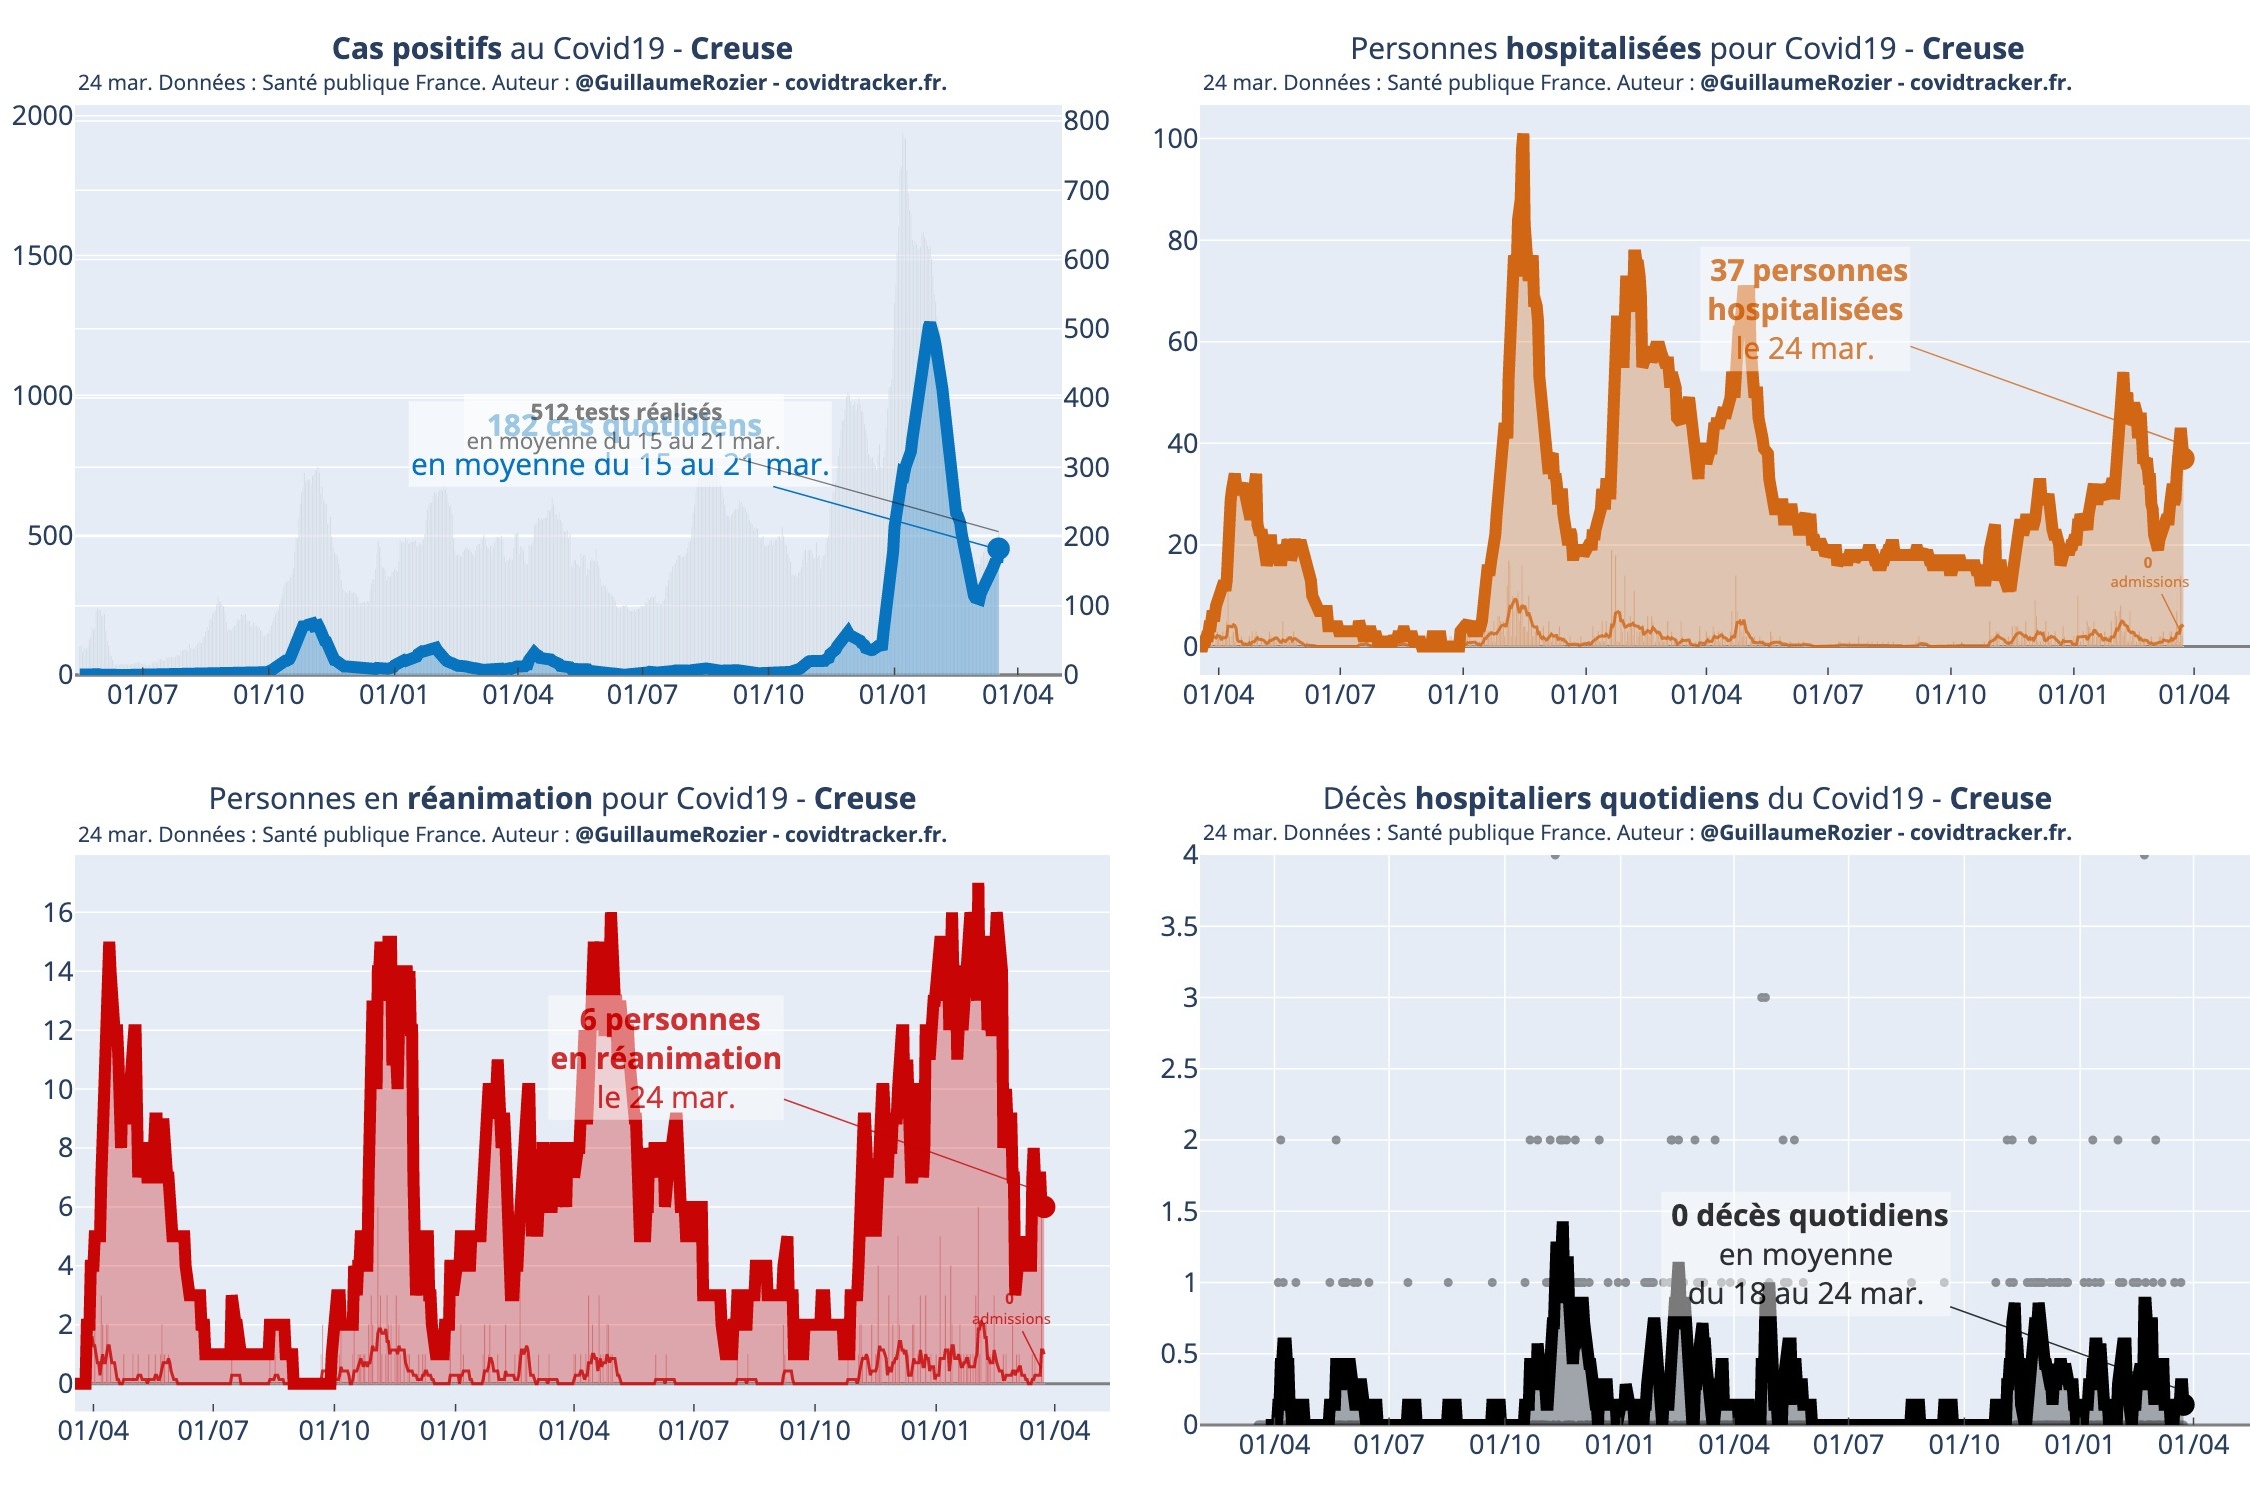 Cas positifs au Covid19 - Creuse
24 mar. Données : Santé publique France. Auteur : @GuillaumeRozier - covidtracker.fr.
2000
1500
1000
500
0
800
700
600
500
400
300
200
100
0
512 tests réalisés
182 cas quotidiens
en moyenne du 15 au 21 mar.
en moyenne du 15 au 21 mar.
01/07 01/10 01/01 01/04 01/07 01/10 01/01 01/04
Personnes hospitalisées pour Covid19 - Creuse
24 mar. Données : Santé publique France. Auteur : @GuillaumeRozier - covidtracker.fr.
100
80
60
40
20
0
37 personnes
hospitalisées
le 24 mar.
0
admissions
01/04 01/07 01/10 01/01 01/04 01/07 01/10 01/01 01/04
Personnes en réanimation pour Covid19 - Creuse
24 mar. Données : Santé publique France. Auteur : @GuillaumeRozier - covidtracker.fr.
16
14
12
10
8
6
4
2
0
6 personnes
en réanimation
le 24 mar.
0
admissions
01/04 01/07 01/10 01/01 01/04 01/07 01/10 01/01 01/04
Décès hospitaliers quotidiens du Covid19 - Creuse
24 mar. Données : Santé publique France. Auteur : @GuillaumeRozier - covidtracker.fr.
4
3.5
3
2.5
2
1.5
1
0.5
0
0 décès quotidiens
en moyenne
du 18 au 24 mar.
01/04 01/07 01/10 01/01 01/04 01/07 01/10 01/01 01/04